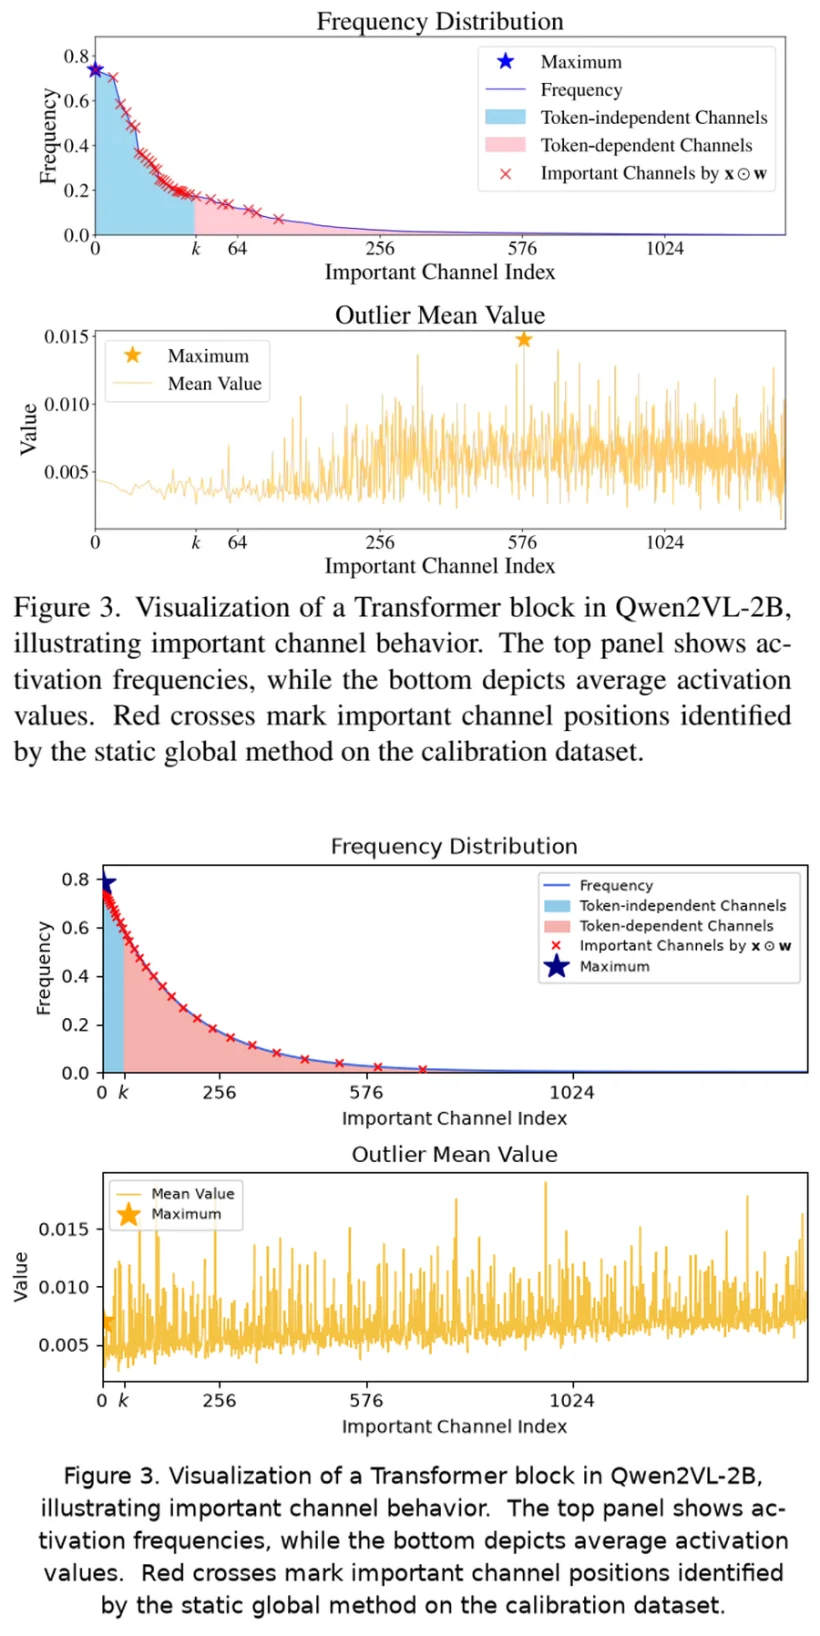 Frequency Distribution
0.8
0.6
0.4
0.2
0.0
Frequency
Maximum
Frequency
Token-independent Channels
Token-dependent Channels
Important Channels by x ⊙ w
0 k 64 256 576 1024
Important Channel Index
Outlier Mean Value
0.015
0.010
0.005
Value
Maximum
Mean Value
0 k 64 256 576 1024
Important Channel Index
Figure 3. Visualization of a Transformer block in Qwen2VL-2B,
illustrating important channel behavior. The top panel shows ac-
tivation frequencies, while the bottom depicts average activation
values. Red crosses mark important channel positions identified
by the static global method on the calibration dataset.
Frequency Distribution
0.8
0.6
0.4
0.2
0.0
Frequency
Frequency
Token-independent Channels
Token-dependent Channels
Important Channels by x ⊙ w
Maximum
0 k 256 576 1024
Important Channel Index
Outlier Mean Value
0.015
0.010
0.005
Value
Mean Value
Maximum
0 k 256 576 1024
Important Channel Index
Figure 3. Visualization of a Transformer block in Qwen2VL-2B,
illustrating important channel behavior. The top panel shows ac-
tivation frequencies, while the bottom depicts average activation
values. Red crosses mark important channel positions identified
by the static global method on the calibration dataset.